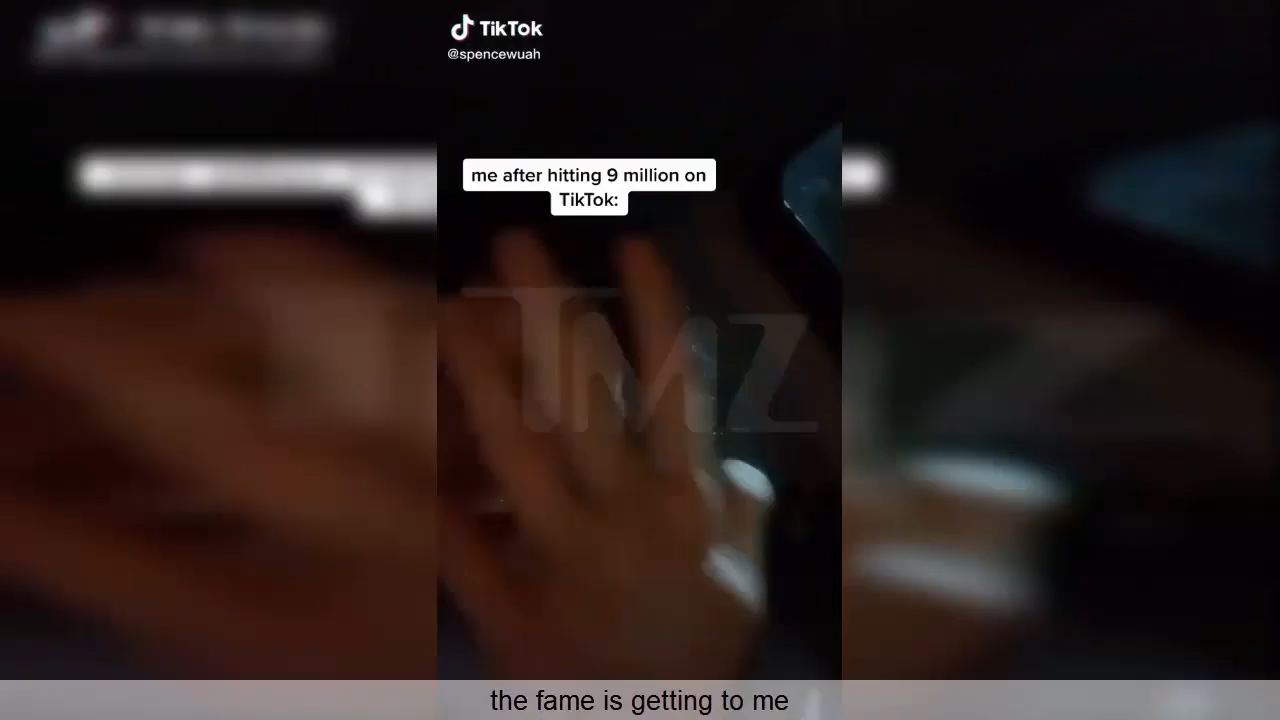 TikTok
@spencewuah
me after hitting 9 million on
TikTok:
TMZ
the fame is getting to me